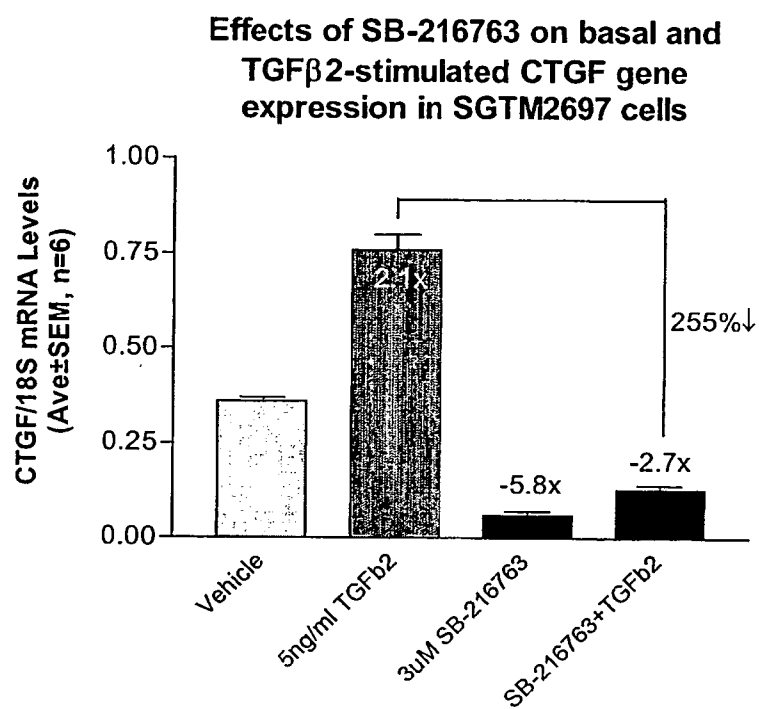 Effects of SB-216763 on basal and
TGFβ2-stimulated CTGF gene
expression in SGTM2697 cells
CTGF/18S mRNA Levels
(Ave±SEM, n=6)
1.00
0.75
0.50
0.25
0.00
2.1x
255%↓
-5.8x
-2.7x
Vehicle
5ng/ml TGFb2
3uM SB-216763
SB-216763+TGFb2